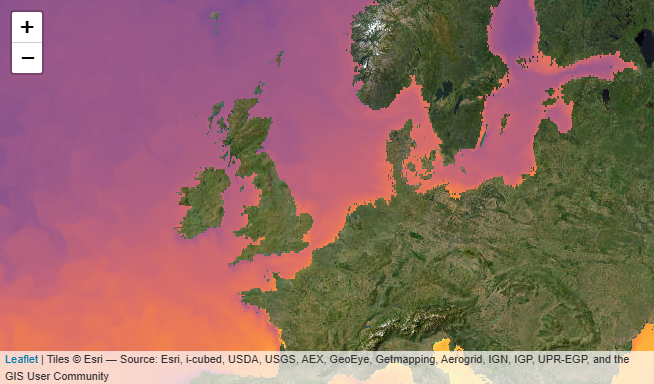 +
−
Leaflet | Tiles © Esri — Source: Esri, i-cubed, USDA, USGS, AEX, GeoEye, Getmapping, Aerogrid, IGN, IGP, UPR-EGP, and the
GIS User Community